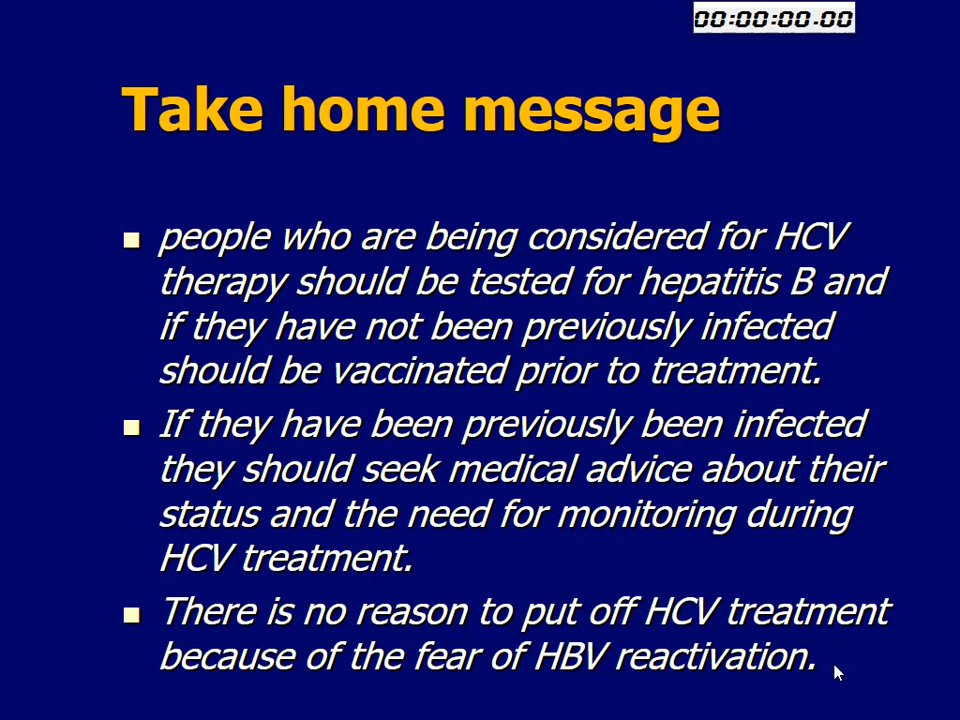 00:00:00.00
Take home message
people who are being considered for HCV
therapy should be tested for hepatitis B and
if they have not been previously infected
should be vaccinated prior to treatment.
If they have been previously been infected
they should seek medical advice about their
status and the need for monitoring during
HCV treatment.
There is no reason to put off HCV treatment
because of the fear of HBV reactivation.